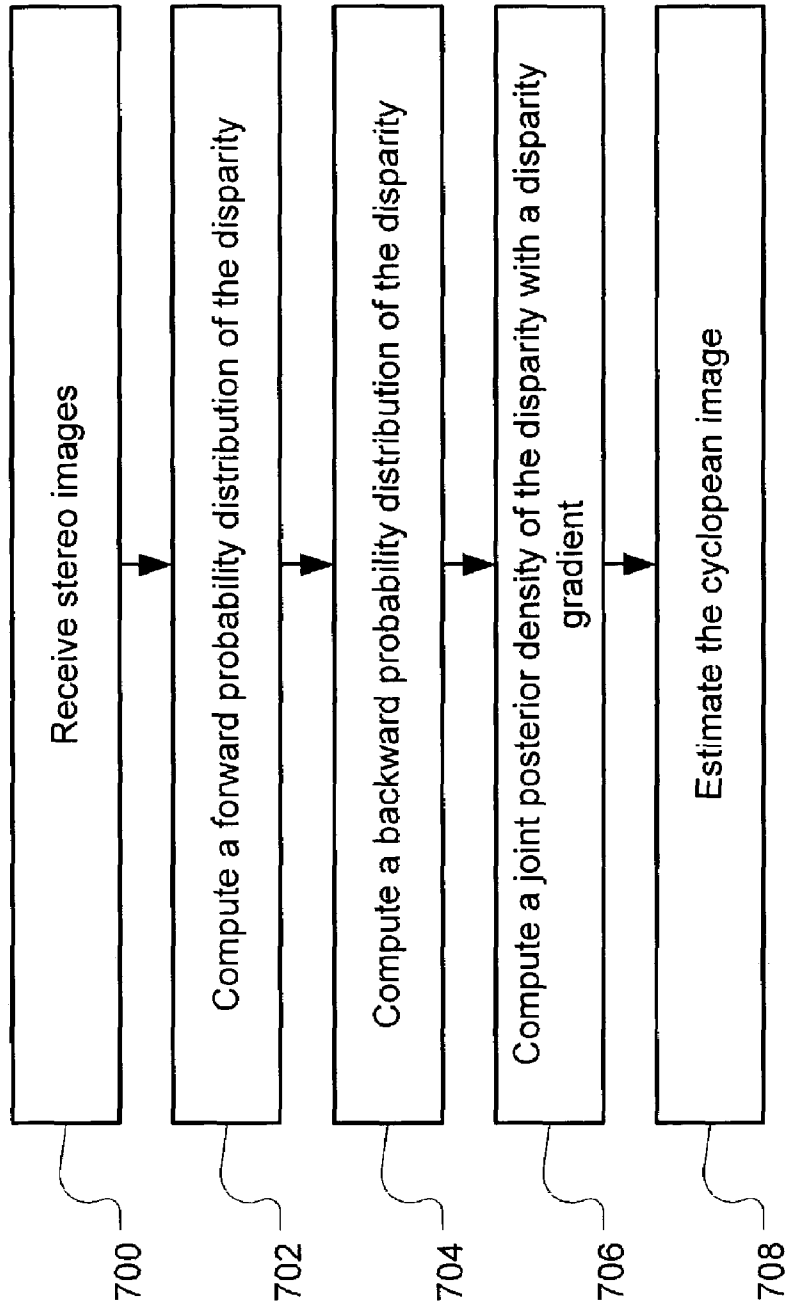 Receive stereo images
700
Compute a forward probability distribution of the disparity
702
Compute a backward probability distribution of the disparity
704
Compute a joint posterior density of the disparity with a disparity
gradient
706
Estimate the cyclopean image
708